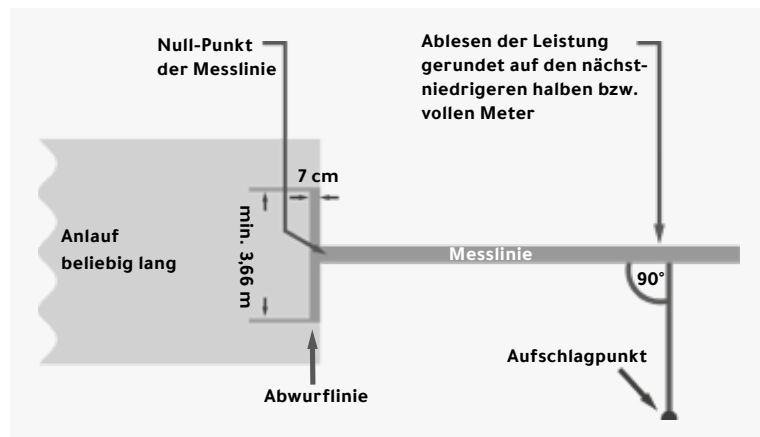 Null-Punkt
der Messlinie
Ablesen der Leistung
gerundet auf den nächst-
niedrigeren halben bzw.
vollen Meter
7 cm
min. 3,66 m
Anlauf
beliebig lang
Messlinie
90°
Aufschlagpunkt
Abwurflinie